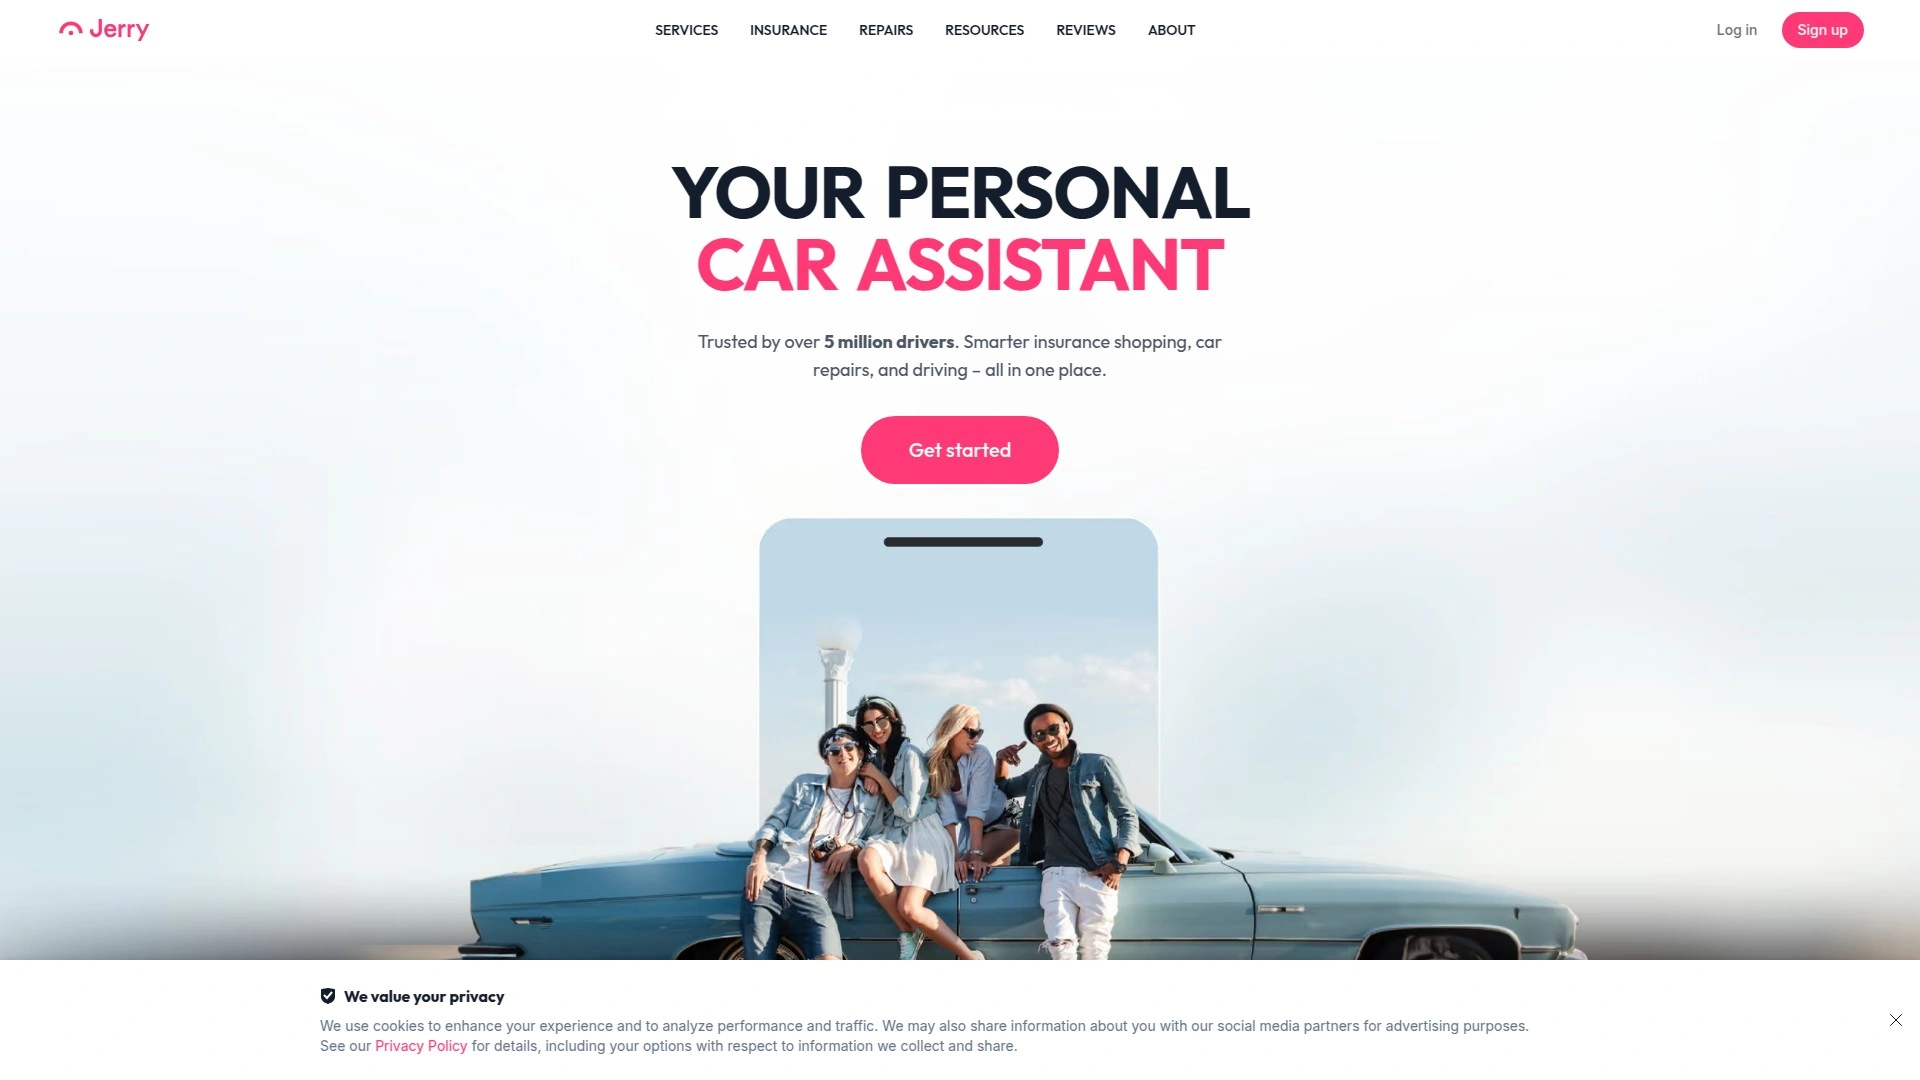 Jerry
SERVICES
INSURANCE
REPAIRS
RESOURCES
REVIEWS
ABOUT
Log in
Sign up
YOUR PERSONAL
CAR ASSISTANT
Trusted by over 5 million drivers. Smarter insurance shopping, car
repairs, and driving – all in one place.
Get started
We value your privacy
We use cookies to enhance your experience and to analyze performance and traffic. We may also share information about you with our social media partners for advertising purposes.
See our Privacy Policy for details, including your options with respect to information we collect and share.